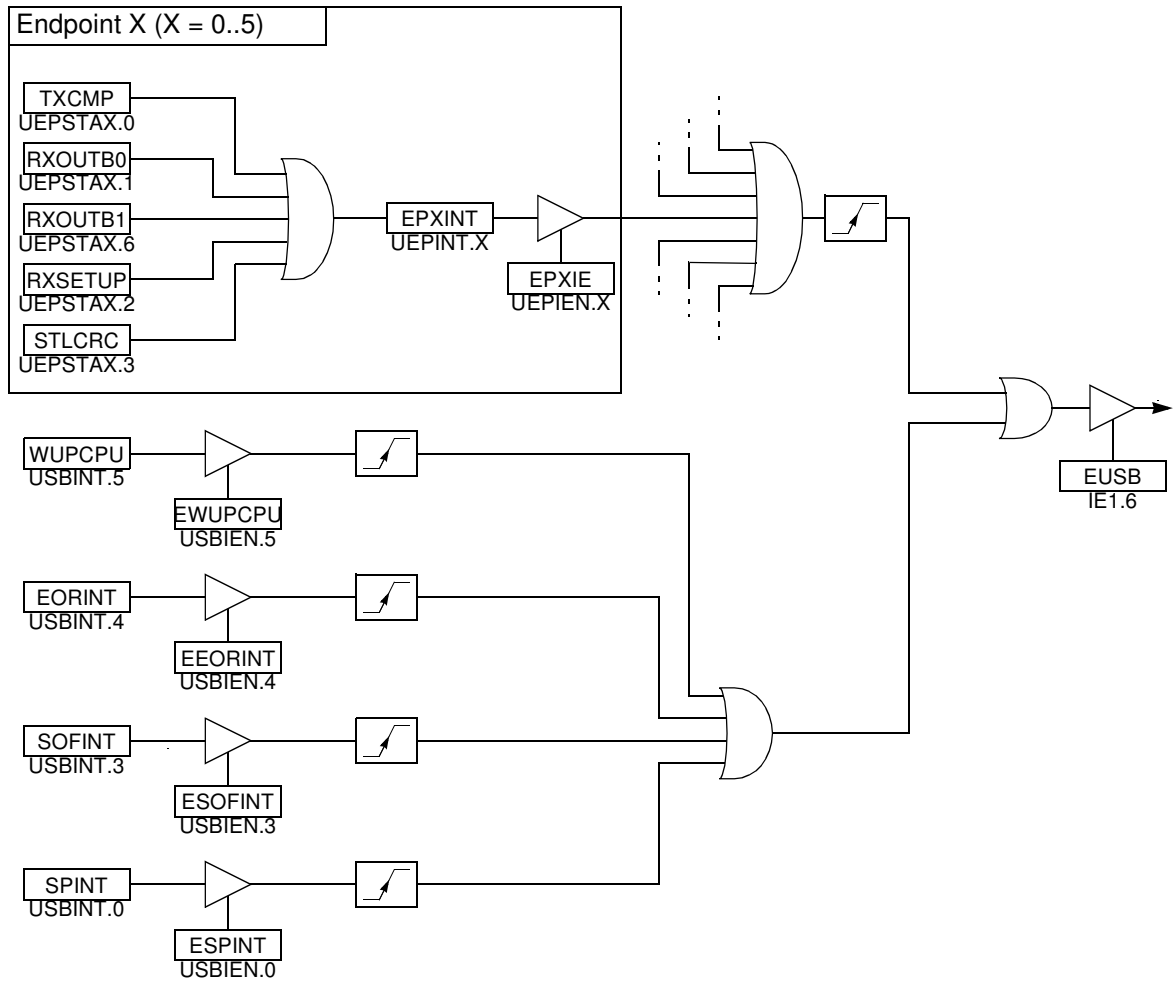 Endpoint X (X = 0..5)
TXCMP
UEPSTAX.0
RXOUTB0
UEPSTAX.1
RXOUTB1
UEPSTAX.6
RXSETUP
UEPSTAX.2
STLCRC
UEPSTAX.3
EPXINT
UEPINT.X
EPXIE
UEPIEN.X
EUSB
IE1.6
WUPCPU
USBINT.5
EWUPCPU
USBIEN.5
EORINT
USBINT.4
EEORINT
USBIEN.4
SOFINT
USBINT.3
ESOFINT
USBIEN.3
SPINT
USBINT.0
ESPINT
USBIEN.0